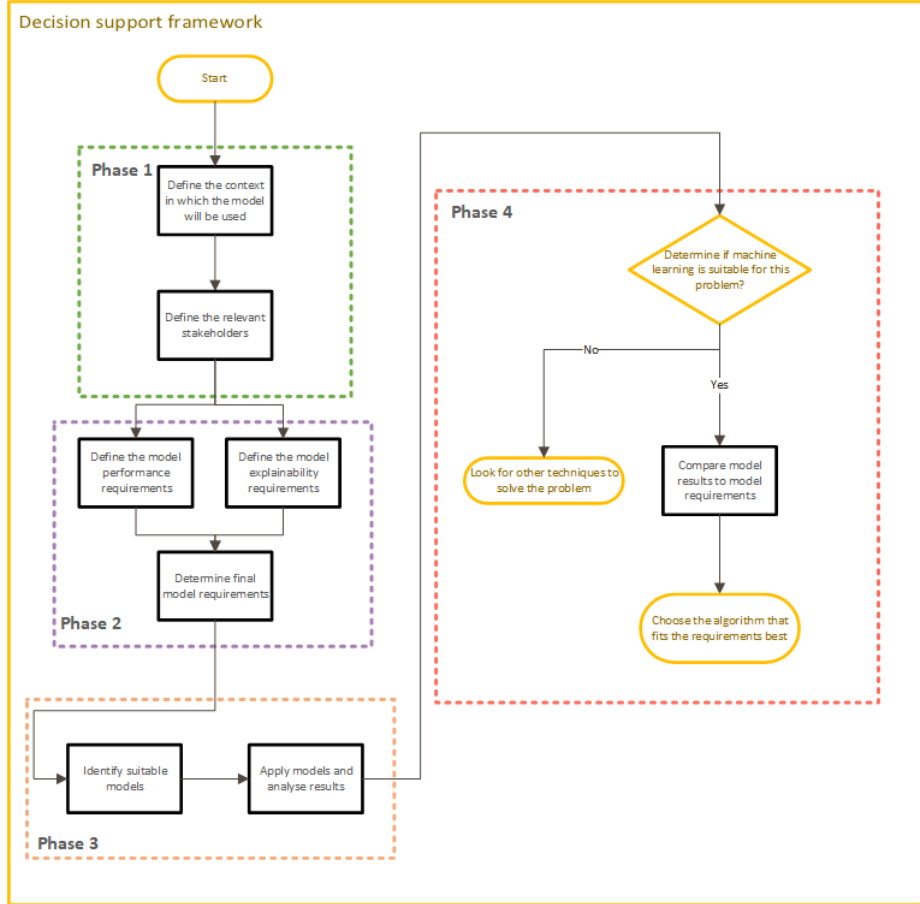 Decision support framework
Start
Phase 1
Define the context
in which the model
will be used
Define the relevant
stakeholders
Define the model
performance
requirements
Define the model
explainability
requirements
Determine final
model requirements
Phase 2
Identify suitable
models
Apply models and
analyse results
Phase 3
Phase 4
Determine if machine
learning is suitable for this
problem?
No
Yes
Look for other techniques to
solve the problem
Compare model
results to model
requirements
Choose the algorithm that
fits the requirements best